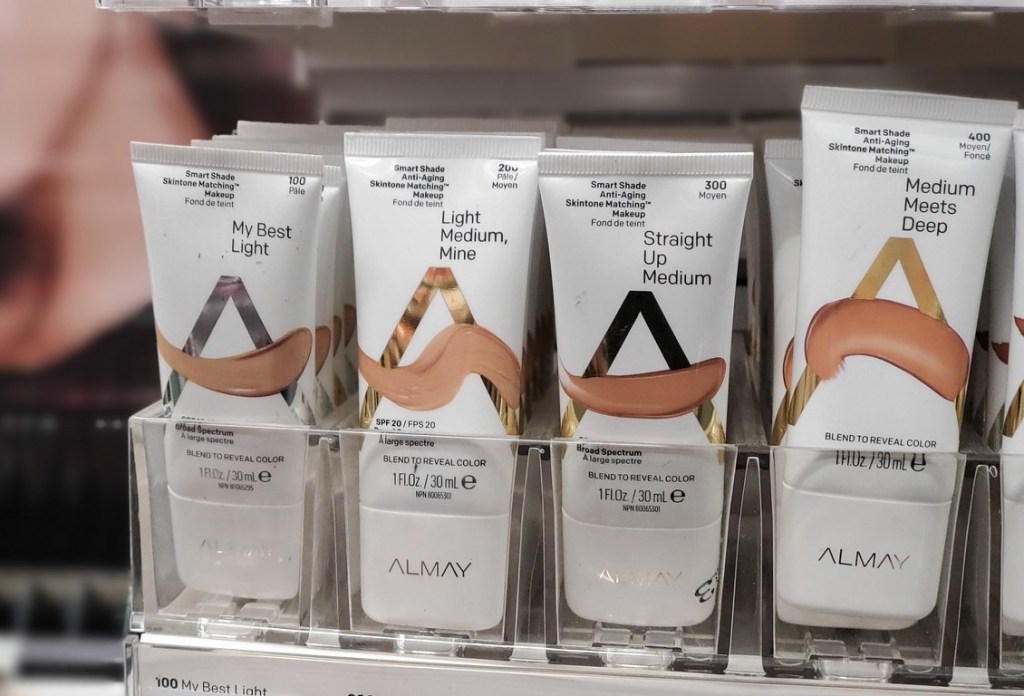 Smart Shade
Anti-Aging
Skintone Matching™
Makeup
Fond de teint
100
Pâle
My Best
Light
Broad Spectrum
À large spectre
BLEND TO REVEAL COLOR
1 Fl.Oz. / 30 mL e
ALMAY
Smart Shade
Anti-Aging
Skintone Matching™
Makeup
Fond de teint
200
Pâle/
Moyen
Light
Medium,
Mine
SPF 20 / FPS 20
À large spectre
BLEND TO REVEAL COLOR
1 Fl.Oz. / 30 mL e
NPN 80065301
ALMAY
Smart Shade
Anti-Aging
Skintone Matching™
Makeup
Fond de teint
300
Moyen
Straight
Up
Medium
Broad Spectrum
À large spectre
BLEND TO REVEAL COLOR
1 Fl.Oz. / 30 mL e
NPN 80065301
ALMAY
Smart Shade
Anti-Aging
Skintone Matching™
Makeup
Fond de teint
400
Moyen/
Foncé
Medium
Meets
Deep
BLEND TO REVEAL COLOR
1 Fl.Oz. / 30 mL e
ALMAY
100 My Best Light